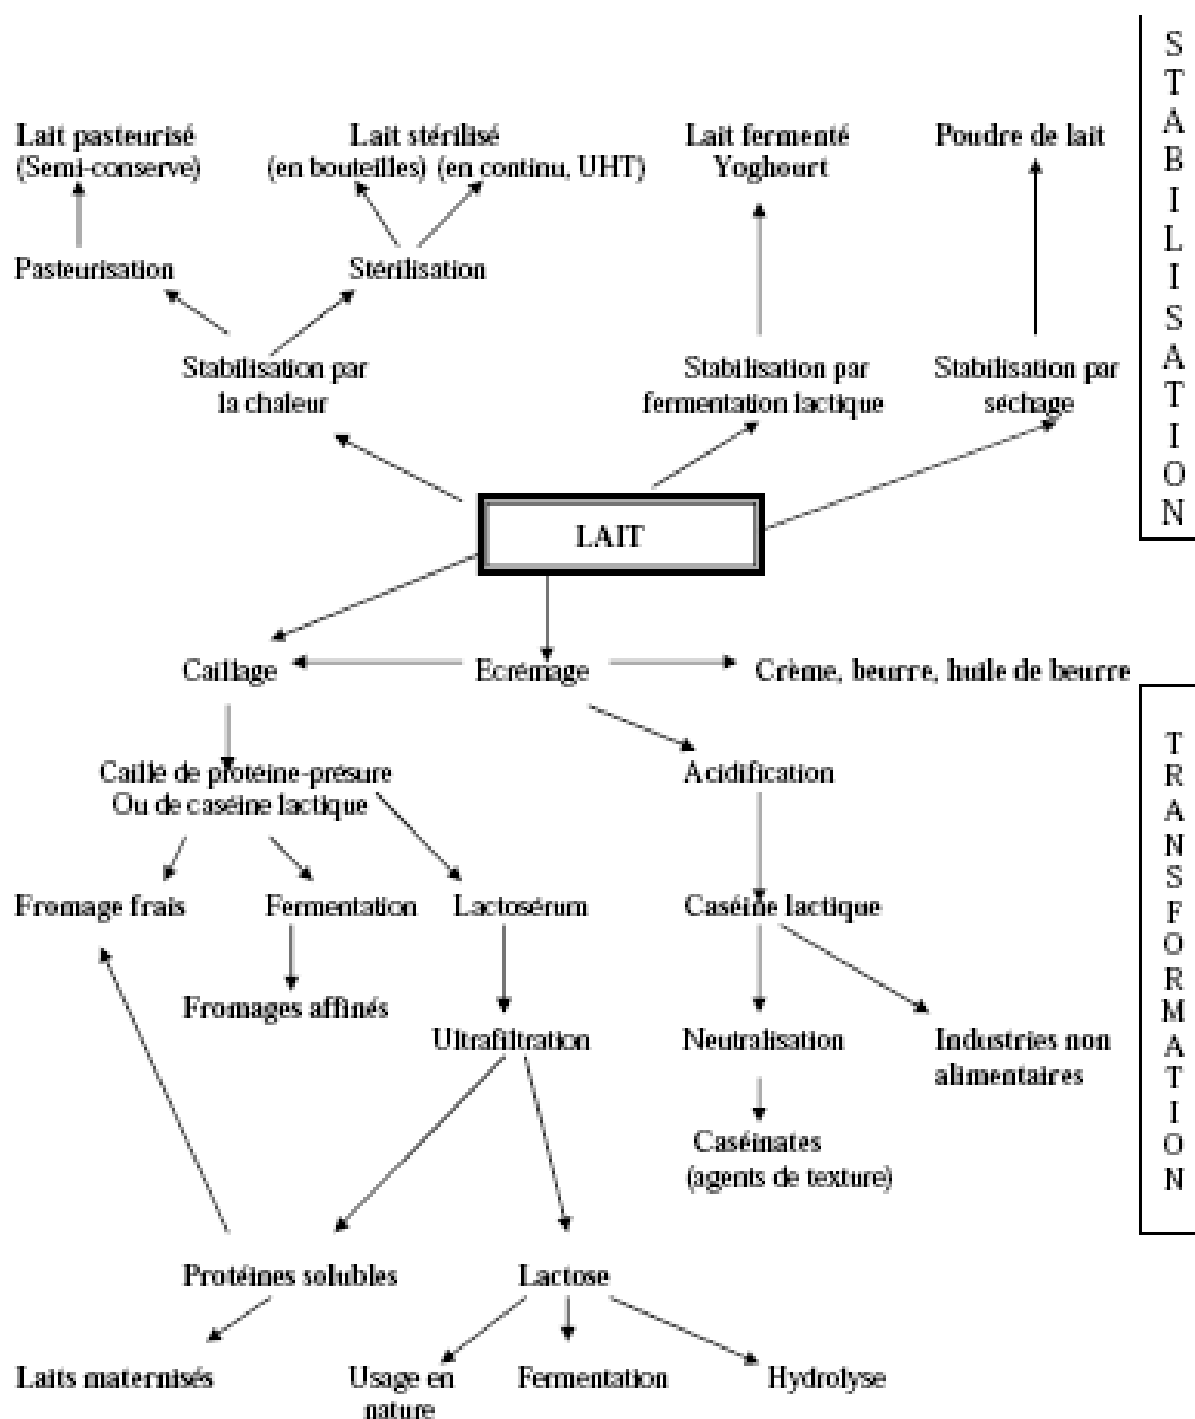 STABILISATION
Lait pasteurisé
(Semi-conserve)
Lait stérilisé
(en bouteilles) (en continu, UHT)
Lait fermenté
Yoghourt
Poudre de lait
Pasteurisation
Stérilisation
Stabilisation par
la chaleur
Stabilisation par
fermentation lactique
Stabilisation par
séchage
LAIT
Caillage
Ecrémage
Crème, beurre, huile de beurre
TRANSFORMATION
Caillé de protéine-présure
Ou de caséine lactique
Acidification
Fromage frais
Fermentation
Lactosérum
Caséine lactique
Fromages affinés
Ultrafiltration
Neutralisation
Industries non
alimentaires
Caséinates
(agents de texture)
Protéines solubles
Lactose
Laits maternisés
Usage en
nature
Fermentation
Hydrolyse